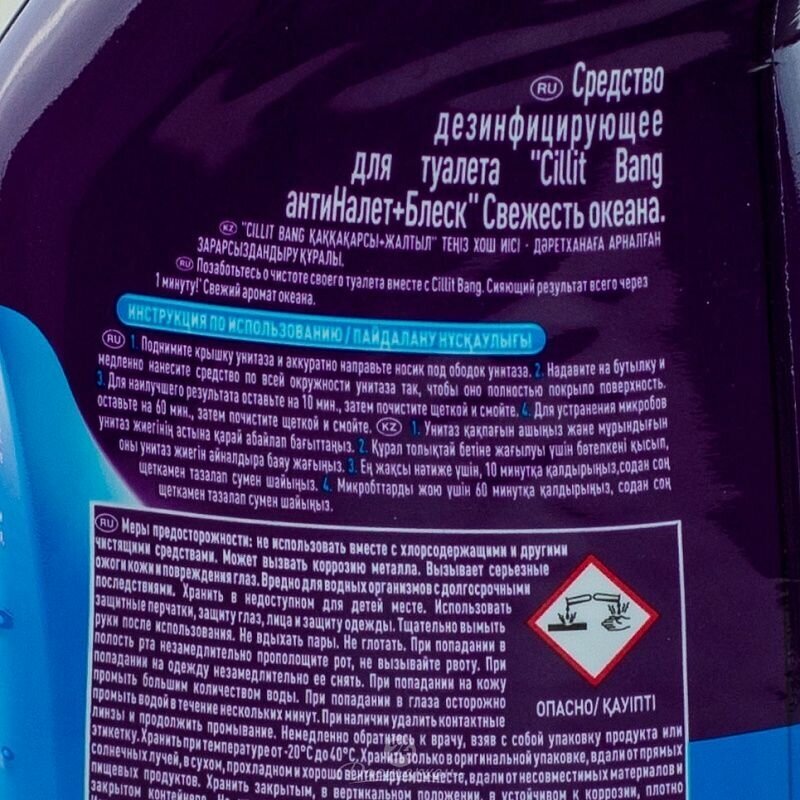 RU Средство
дезинфицирующее
для туалета "Cillit Bang
антиНалет+Блеск" Свежесть океана.
KZ "CILLIT BANG ҚАҚҚАҚАРСЫ+ЖАЛТЫЛ" ТЕҢІЗ ХОШ ИІСІ - ДӘРЕТХАНАҒА АРНАЛҒАН
ЗАРАРСЫЗДАНДЫРУ ҚҰРАЛЫ.
RU Позаботьтесь о чистоте своего туалета вместе с Cillit Bang. Сияющий результат всего через
1 минуту!* Свежий аромат океана.
ИНСТРУКЦИЯ ПО ИСПОЛЬЗОВАНИЮ / ПАЙДАЛАНУ НҰСҚАУЛЫҒЫ
RU 1. Поднимите крышку унитаза и аккуратно направьте носик под ободок унитаза. 2. Надавите на бутылку и
медленно нанесите средство по всей окружности унитаза так, чтобы оно полностью покрыло поверхность.
3. Для наилучшего результата оставьте на 10 мин., затем почистите щеткой и смойте. 4. Для устранения микробов
оставьте на 60 мин., затем почистите щеткой и смойте. KZ 1. Унитаз қақпағын ашыңыз және мұрындығын
унитаз жиегінің астына қарай абайлап бағыттаңыз. 2. Құрал толықтай бетіне жағылуы үшін бөтелкені қысып,
оны унитаз жиегін айналдыра баяу жағыңыз. 3. Ең жақсы нәтиже үшін, 10 минутқа қалдырыңыз,содан соң
щеткамен тазалап сумен шайыңыз. 4. Микробттарды жою үшін 60 минутқа қалдырыңыз, содан соң
щеткамен тазалап сумен шайыңыз.
RU Меры предосторожности: не использовать вместе с хлорсодержащими и другими
чистящими средствами. Может вызвать коррозию металла. Вызывает серьезные
ожоги кожи и повреждения глаз. Вредно для водных организмов с долгосрочными
последствиями. Хранить в недоступном для детей месте. Использовать
защитные перчатки, защиту глаз, лица и защиту одежды. Тщательно вымыть
руки после использования. Не вдыхать пары. Не глотать. При попадании в
полость рта незамедлительно прополощите рот, не вызывайте рвоту. При
попадании на одежду незамедлительно ее снять. При попадании на кожу
промыть большим количеством воды. При попадании в глаза осторожно
промыть водой в течение нескольких минут. При наличии удалить контактные
линзы и продолжить промывание. Немедленно обратитесь к врачу, взяв с собой упаковку продукта или
этикетку. Хранить при температуре от -20°С до 40°С. Хранить только в оригинальной упаковке, вдали от прямых
солнечных лучей, в сухом, прохладном и хорошо вентилируемом месте, вдали от несовместимых материалов и
пищевых продуктов. Хранить закрытым, в вертикальном положении, в устойчивом к коррозии, плотно
закрытом контейнере.
ОПАСНО/ ҚАУІПТІ